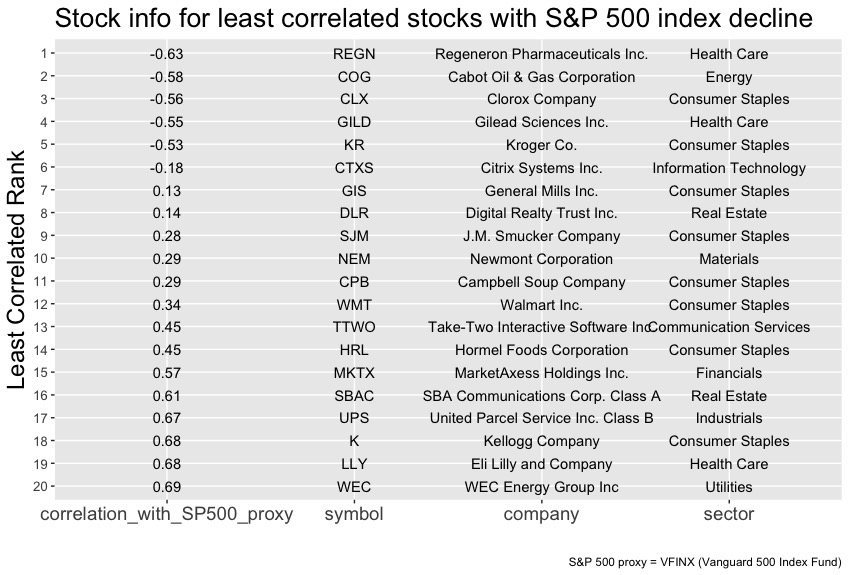 Stock info for least correlated stocks with S&P 500 index decline
Least Correlated Rank
1 -0.63 REGN Regeneron Pharmaceuticals Inc. Health Care
2 -0.58 COG Cabot Oil & Gas Corporation Energy
3 -0.56 CLX Clorox Company Consumer Staples
4 -0.55 GILD Gilead Sciences Inc. Health Care
5 -0.53 KR Kroger Co. Consumer Staples
6 -0.18 CTXS Citrix Systems Inc. Information Technology
7 0.13 GIS General Mills Inc. Consumer Staples
8 0.14 DLR Digital Realty Trust Inc. Real Estate
9 0.28 SJM J.M. Smucker Company Consumer Staples
10 0.29 NEM Newmont Corporation Materials
11 0.29 CPB Campbell Soup Company Consumer Staples
12 0.34 WMT Walmart Inc. Consumer Staples
13 0.45 TTWO Take-Two Interactive Software Inc. Communication Services
14 0.45 HRL Hormel Foods Corporation Consumer Staples
15 0.57 MKTX MarketAxess Holdings Inc. Financials
16 0.61 SBAC SBA Communications Corp. Class A Real Estate
17 0.67 UPS United Parcel Service Inc. Class B Industrials
18 0.68 K Kellogg Company Consumer Staples
19 0.68 LLY Eli Lilly and Company Health Care
20 0.69 WEC WEC Energy Group Inc Utilities
correlation_with_SP500_proxy symbol company sector
S&P 500 proxy = VFINX (Vanguard 500 Index Fund)